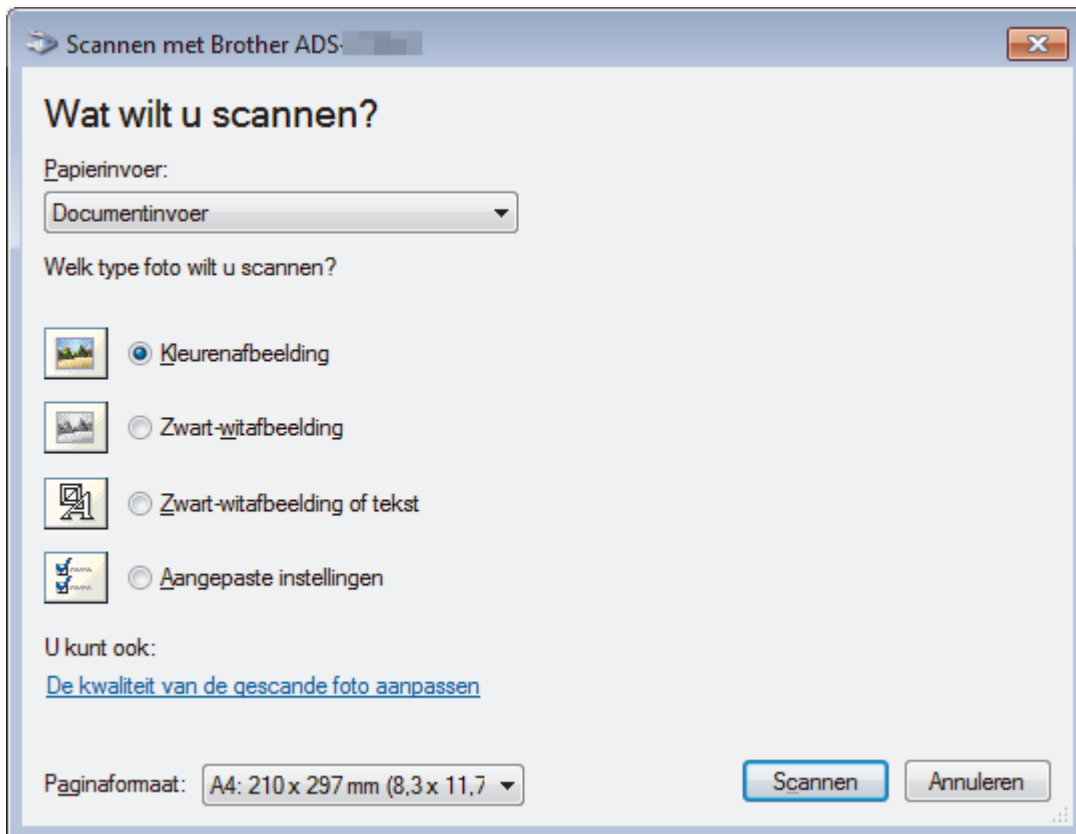 Scannen met Brother ADS-
Wat wilt u scannen?
Papierinvoer:
Documentinvoer
Welk type foto wilt u scannen?
Kleurenafbeelding
Zwart-witafbeelding
Zwart-witafbeelding of tekst
Aangepaste instellingen
U kunt ook:
De kwaliteit van de gescande foto aanpassen
Paginaformaat: A4: 210 x 297 mm (8,3 x 11,7 Scannen Annuleren